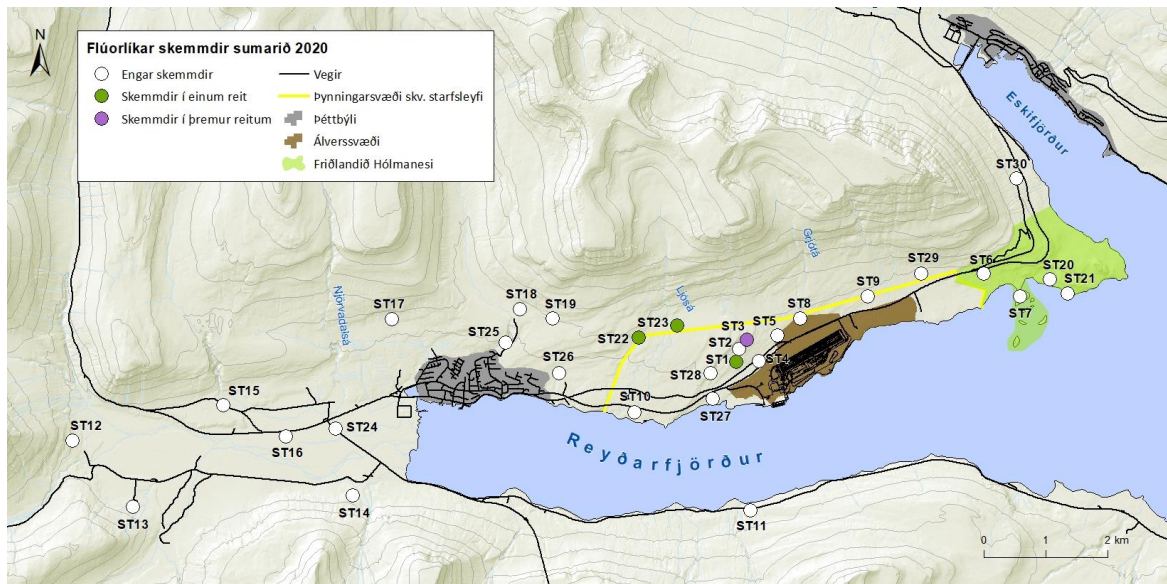 N
Flúorlíkar skemmdir sumarið 2020
Engar skemmdir
Skemmdir í einum reit
Skemmdir í þremur reitum
Vegir
Þynningarsvæði skv. starfsleyfi
Þéttbýli
Álverssvæði
Friðlandið Hólmanesi
Eskifjörður
ST30
Grjótá
ST29
ST6
ST20
ST21
ST7
ST9
ST8
Ljósá
Njörvadalsá
ST17
ST18
ST19
ST23
ST22
ST3
ST5
ST2
ST1
ST4
ST25
ST26
ST28
ST27
ST10
ST15
ST24
ST16
ST12
ST13
ST14
ST11
Reyðarfjörður
0 1 2 km